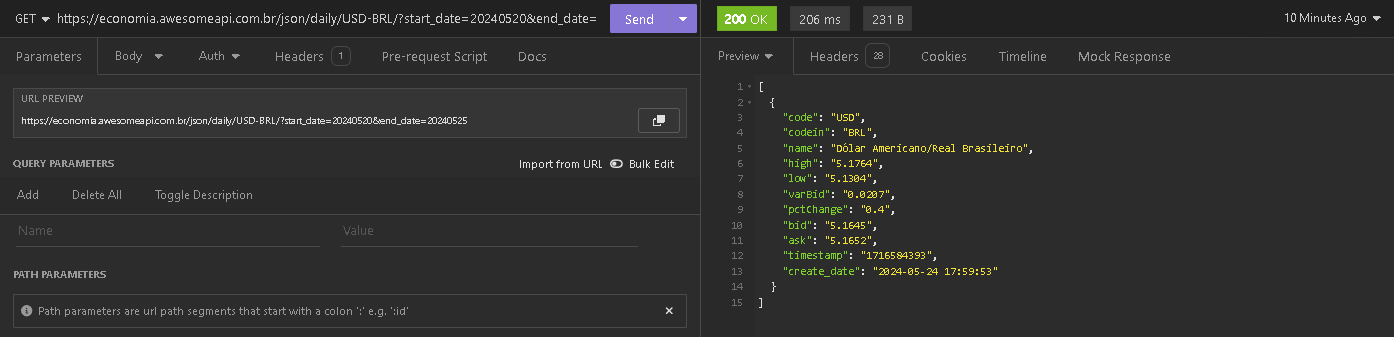 GET https://economia.awesomeapi.com.br/json/daily/USD-BRL/?start_date=20240520&end_date= Send
200 OK 206 ms 231 B 10 Minutes Ago
Parameters Body Auth Headers 1 Pre-request Script Docs
Preview Headers 28 Cookies Timeline Mock Response
URL PREVIEW
https://economia.awesomeapi.com.br/json/daily/USD-BRL/?start_date=20240520&end_date=20240525
QUERY PARAMETERS Import from URL Bulk Edit
Add Delete All Toggle Description
Name Value
PATH PARAMETERS
Path parameters are url path segments that start with a colon ':' e.g. ':id'
1 [
2 {
3 "code": "USD",
4 "codein": "BRL",
5 "name": "Dólar Americano/Real Brasileiro",
6 "high": "5.1764",
7 "low": "5.1304",
8 "varBid": "0.0207",
9 "pctChange": "0.4",
10 "bid": "5.1645",
11 "ask": "5.1652",
12 "timestamp": "1716584393",
13 "create_date": "2024-05-24 17:59:53"
14 }
15 ]